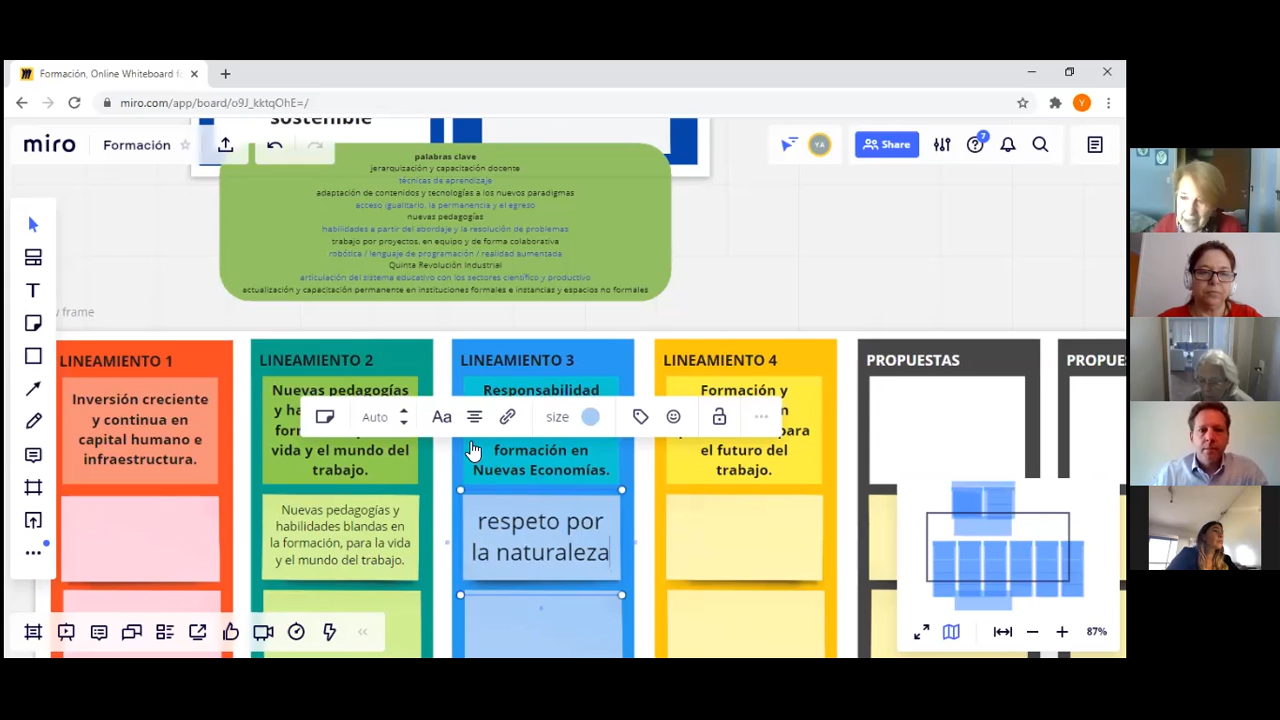 Formación, Online Whiteboard fo
miro.com/app/board/o9J_kktqOhE=/
Y
sostenible
miro
Formación
YA
Share
7
palabras clave
jerarquización y capacitación docente
técnicas de aprendizaje
adaptación de contenidos y tecnologías a los nuevos paradigmas
acceso igualitario, la permanencia y el egreso
nuevas pedagogías
habilidades a partir del abordaje y la resolución de problemas
trabajo por proyectos, en equipo y de forma colaborativa
robótica / lenguaje de programación / realidad aumentada
Quinta Revolución Industrial
articulación del sistema educativo con los sectores científico y productivo
actualización y capacitación permanente en instituciones formales e instancias y espacios no formales
frame
LINEAMIENTO 1
Inversión creciente
y continua en
capital humano e
infraestructura.
LINEAMIENTO 2
Nuevas pedagogías
vida y el mundo del
trabajo.
Nuevas pedagogías y
habilidades blandas en
la formación, para la vida
y el mundo del trabajo.
LINEAMIENTO 3
Responsabilidad
formación en
Nuevas Economías.
respeto por
la naturaleza
LINEAMIENTO 4
Formación y
para
el futuro del
trabajo.
PROPUESTAS
PROPUES
Auto
Aa
size
87%